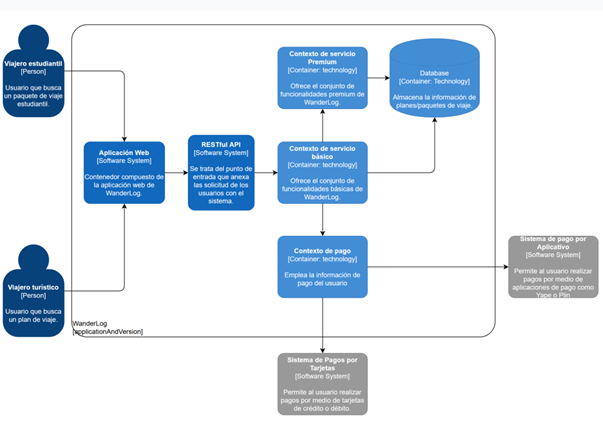 Viajero estudiantil
[Person]
Usuario que busca
un paquete de viaje
estudiantil.
Aplicación Web
[Software System]
Contenedor compuesto de
la aplicación web de
WanderLog.
RESTful API
[Software System]
Se trata del punto de
entrada que anexa
las solicitud de los
usuarios con el
sistema.
Contexto de servicio
Premium
[Container: technology]
Ofrece el conjunto de
funcionalidades premium de
WanderLog.
Database
[Container: Technology]
Almacena la información de
planes/paquetes de viaje.
Contexto de servicio
básico
[Container: technology]
Ofrece el conjunto de
funcionalidades básicas de
WanderLog.
Viajero turístico
[Person]
Usuario que busca
un plan de viaje.
Contexto de pago
[Container: technology]
Emplea la información de
pago del usuario
Sistema de pago por
Aplicativo
[Software System]
Permite al usuario realizar
pagos por medio de
aplicaciones de pago como
Yape o Plin
WanderLog
[applicationAndVersion]
Sistema de Pagos por
Tarjetas
[Software System]
Permite al usuario realizar
pagos por medio de tarjetas
de crédito o débito.